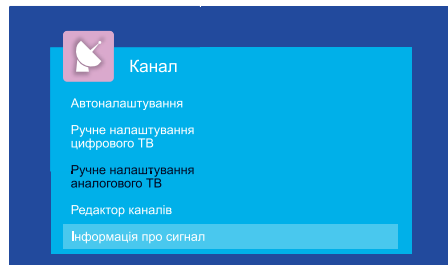 Канал
Автоналаштування
Ручне налаштування
цифрового ТВ
Ручне налаштування
аналогового ТВ
Редактор каналів
Інформація про сигнал